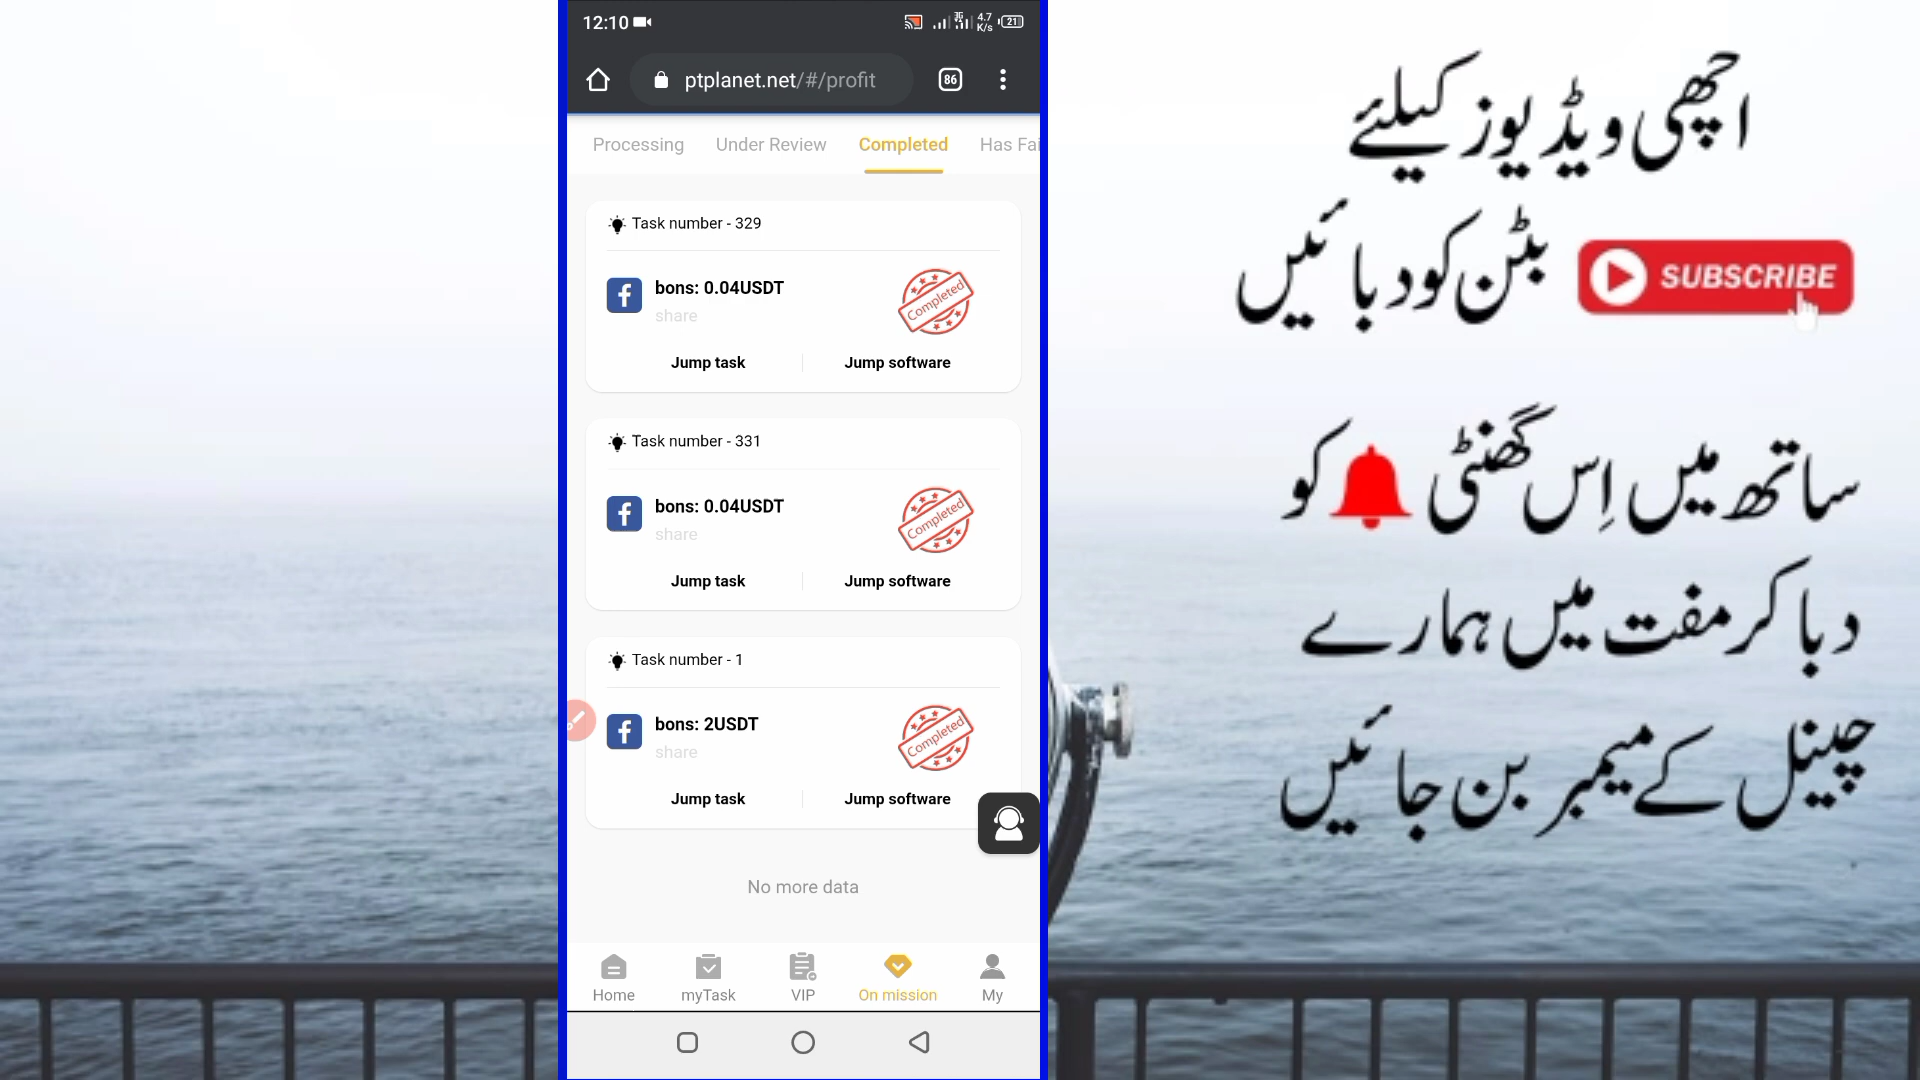 12:10
4.7
K/s
21
ptplanet.net/#/profit
86
Processing
Under Review
Completed
Has Fai
Task number - 329
bons: 0.04USDT
share
Completed
Jump task
Jump software
Task number - 331
bons: 0.04USDT
share
Completed
Jump task
Jump software
Task number - 1
bons: 2USDT
share
Completed
Jump task
Jump software
No more data
Home
myTask
VIP
On mission
My
اچھی ویڈیوز کیلئے
بٹن کو دبائیں
SUBSCRIBE
ساتھ میں اِس گھنٹی کو
دبا کر مفت میں ہمارے
چینل کے میمبر بن جائیں